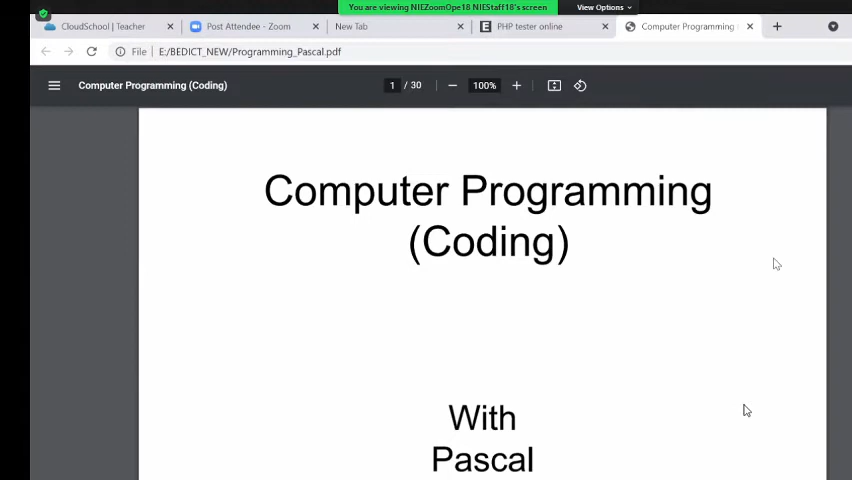 You are viewing NIEZoomOpe18 NIEStaff18's screen
View Options
CloudSchool | Teacher
Post Attendee - Zoom
New Tab
PHP tester online
Computer Programming
File
E:/BEDICT_NEW/Programming_Pascal.pdf
Computer Programming (Coding)
1 / 30
100%
Computer Programming
(Coding)
With
Pascal